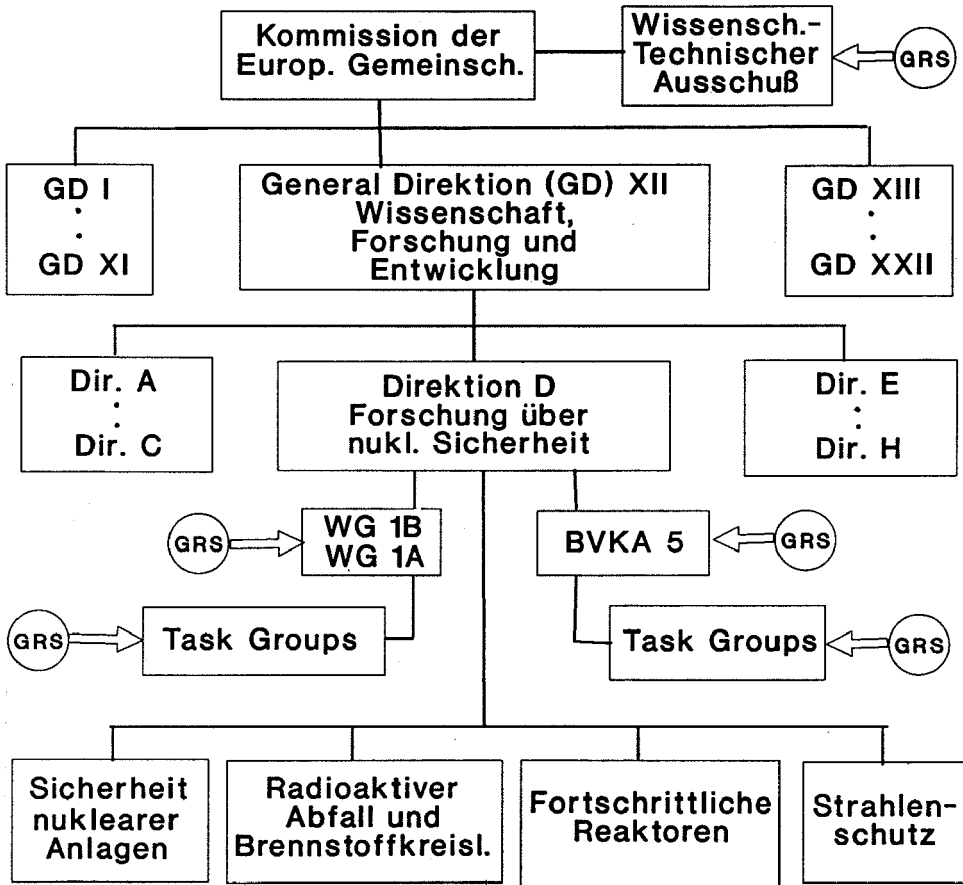 Kommission der
Europ. Gemeinsch.
Wissensch.-
Technischer
Ausschuß
GRS
GD I
.
.
GD XI
General Direktion (GD) XII
Wissenschaft,
Forschung und
Entwicklung
GD XIII
.
.
GD XXII
Dir. A
.
.
Dir. C
Direktion D
Forschung über
nukl. Sicherheit
Dir. E
.
.
Dir. H
GRS
WG 1B
WG 1A
BVKA 5
GRS
GRS
Task Groups
Task Groups
GRS
Sicherheit
nuklearer
Anlagen
Radioaktiver
Abfall und
Brennstoffkreisl.
Fortschrittliche
Reaktoren
Strahlen-
schutz